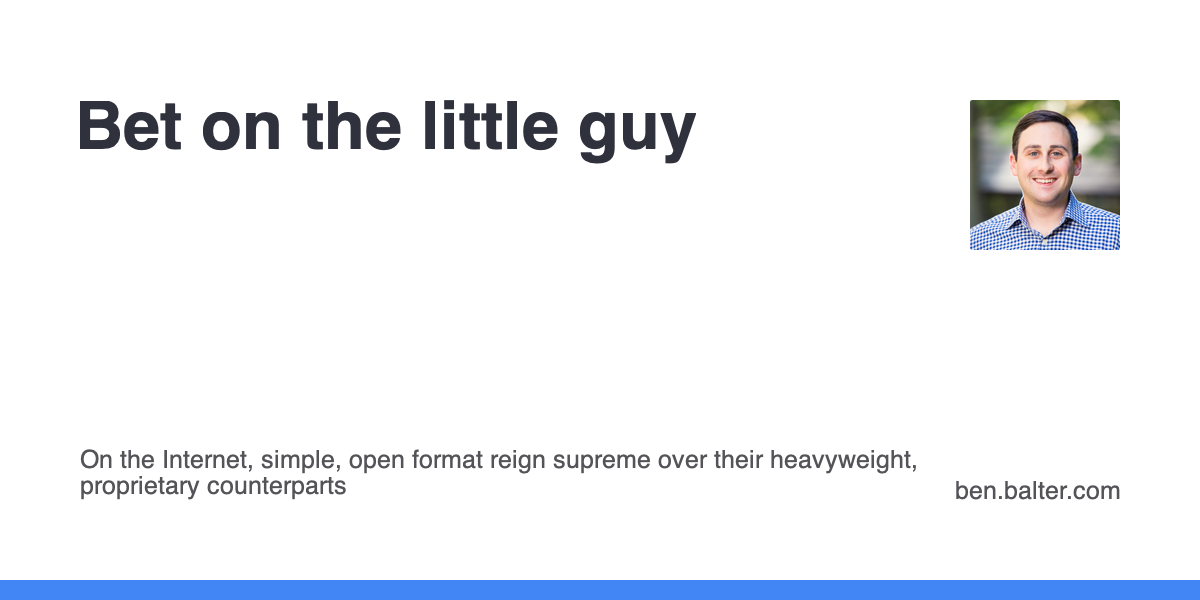 Bet on the little guy
On the Internet, simple, open format reign supreme over their heavyweight,
proprietary counterparts
ben.balter.com